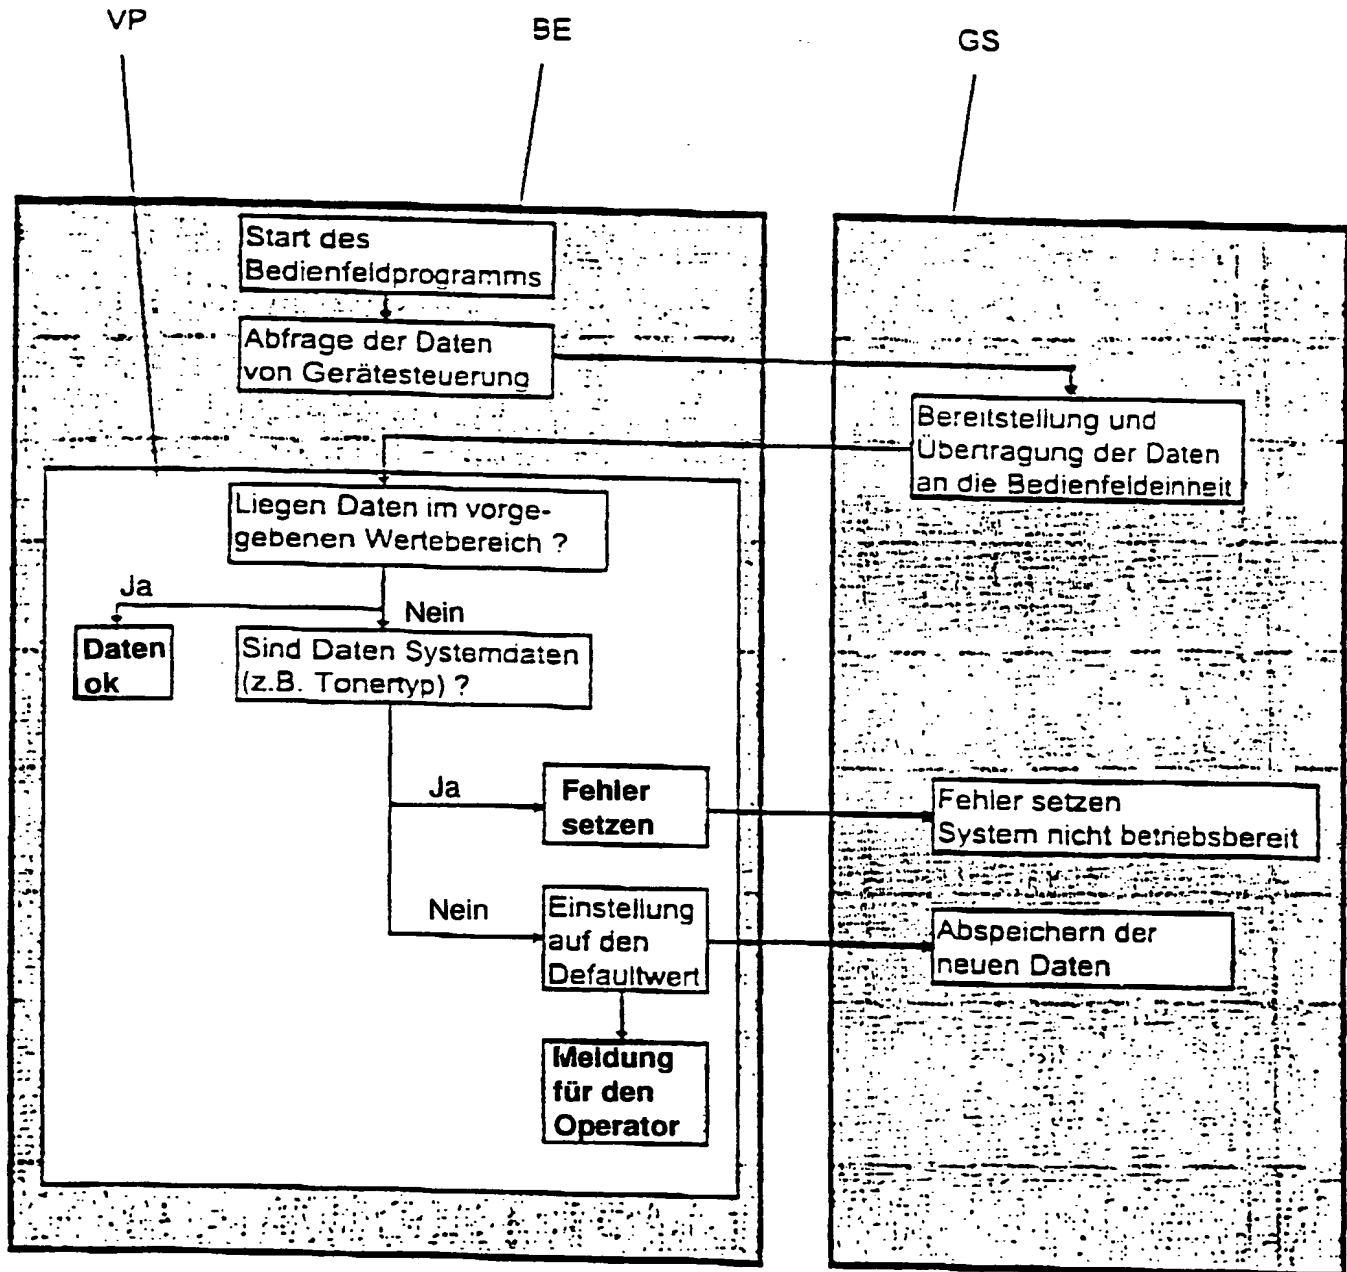 VP
BE
GS
Start des
Bedienfeldprogramms
Abfrage der Daten
von Gerätesteuerung
Bereitstellung und
Übertragung der Daten
an die Bedienfeldeinheit
Liegen Daten im vorge-
gebenen Wertebereich ?
Ja
Nein
Daten
ok
Sind Daten Systemdaten
(z.B. Tonertyp) ?
Ja
Fehler
setzen
Fehler setzen
System nicht betriebsbereit
Nein
Einstellung
auf den
Defaultwert
Abspeichern der
neuen Daten
Meldung
für den
Operator